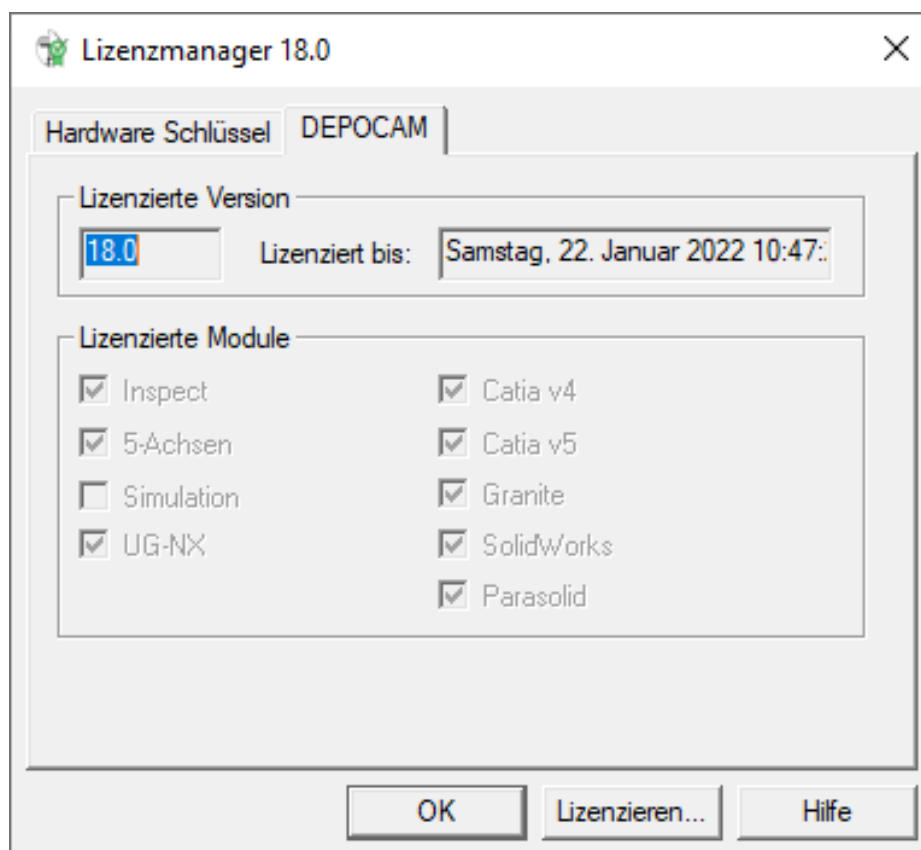 Lizenzmanager 18.0
Hardware Schlüssel DEPOCAM
Lizenzierte Version
18.0 Lizenziert bis: Samstag, 22. Januar 2022 10:47:
Lizenzierte Module
Inspect Catia v4
5-Achsen Catia v5
Simulation Granite
UG-NX SolidWorks
Parasolid
OK Lizenzieren... Hilfe